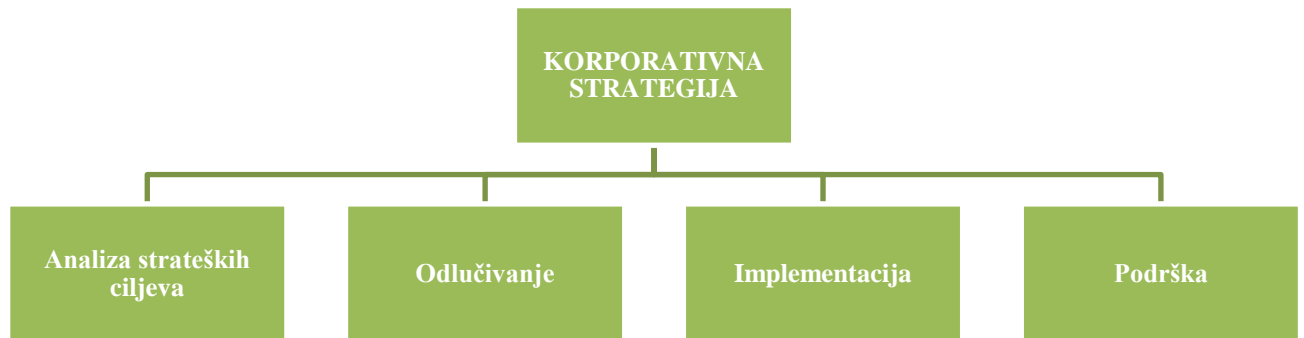 KORPORATIVNA
STRATEGIJA
Analiza strateških
ciljeva
Odlučivanje
Implementacija
Podrška